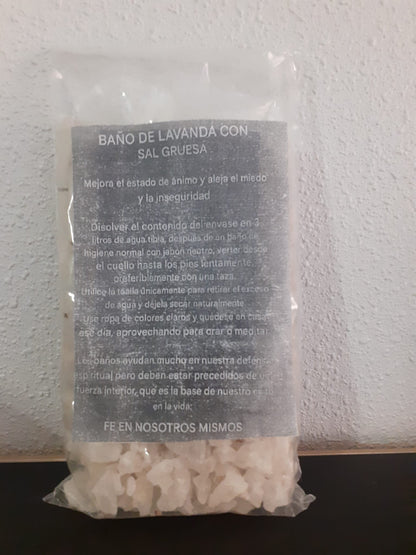 BAÑO DE LAVANDA CON
SAL GRUESA
Mejora el estado de ánimo y aleja el miedo
y la inseguridad
Disolver el contenido del envase en 3
litros de agua tibia, después de un baño de
higiene normal con jabón neutro, verter desde
el cuello hasta los pies lentamente,
preferiblemente con una taza.
Utilice la toalla únicamente para retirar el exceso
de agua y déjela secar naturalmente.
Use ropa de colores claros y quédese en casa
ese día, aprovechando para orar o meditar.
Los baños ayudan mucho en nuestra defensa
espiritual pero deben estar precedidos de
fuerza interior, que es la base de nuestro
en la vida:
FE EN NOSOTROS MISMOS